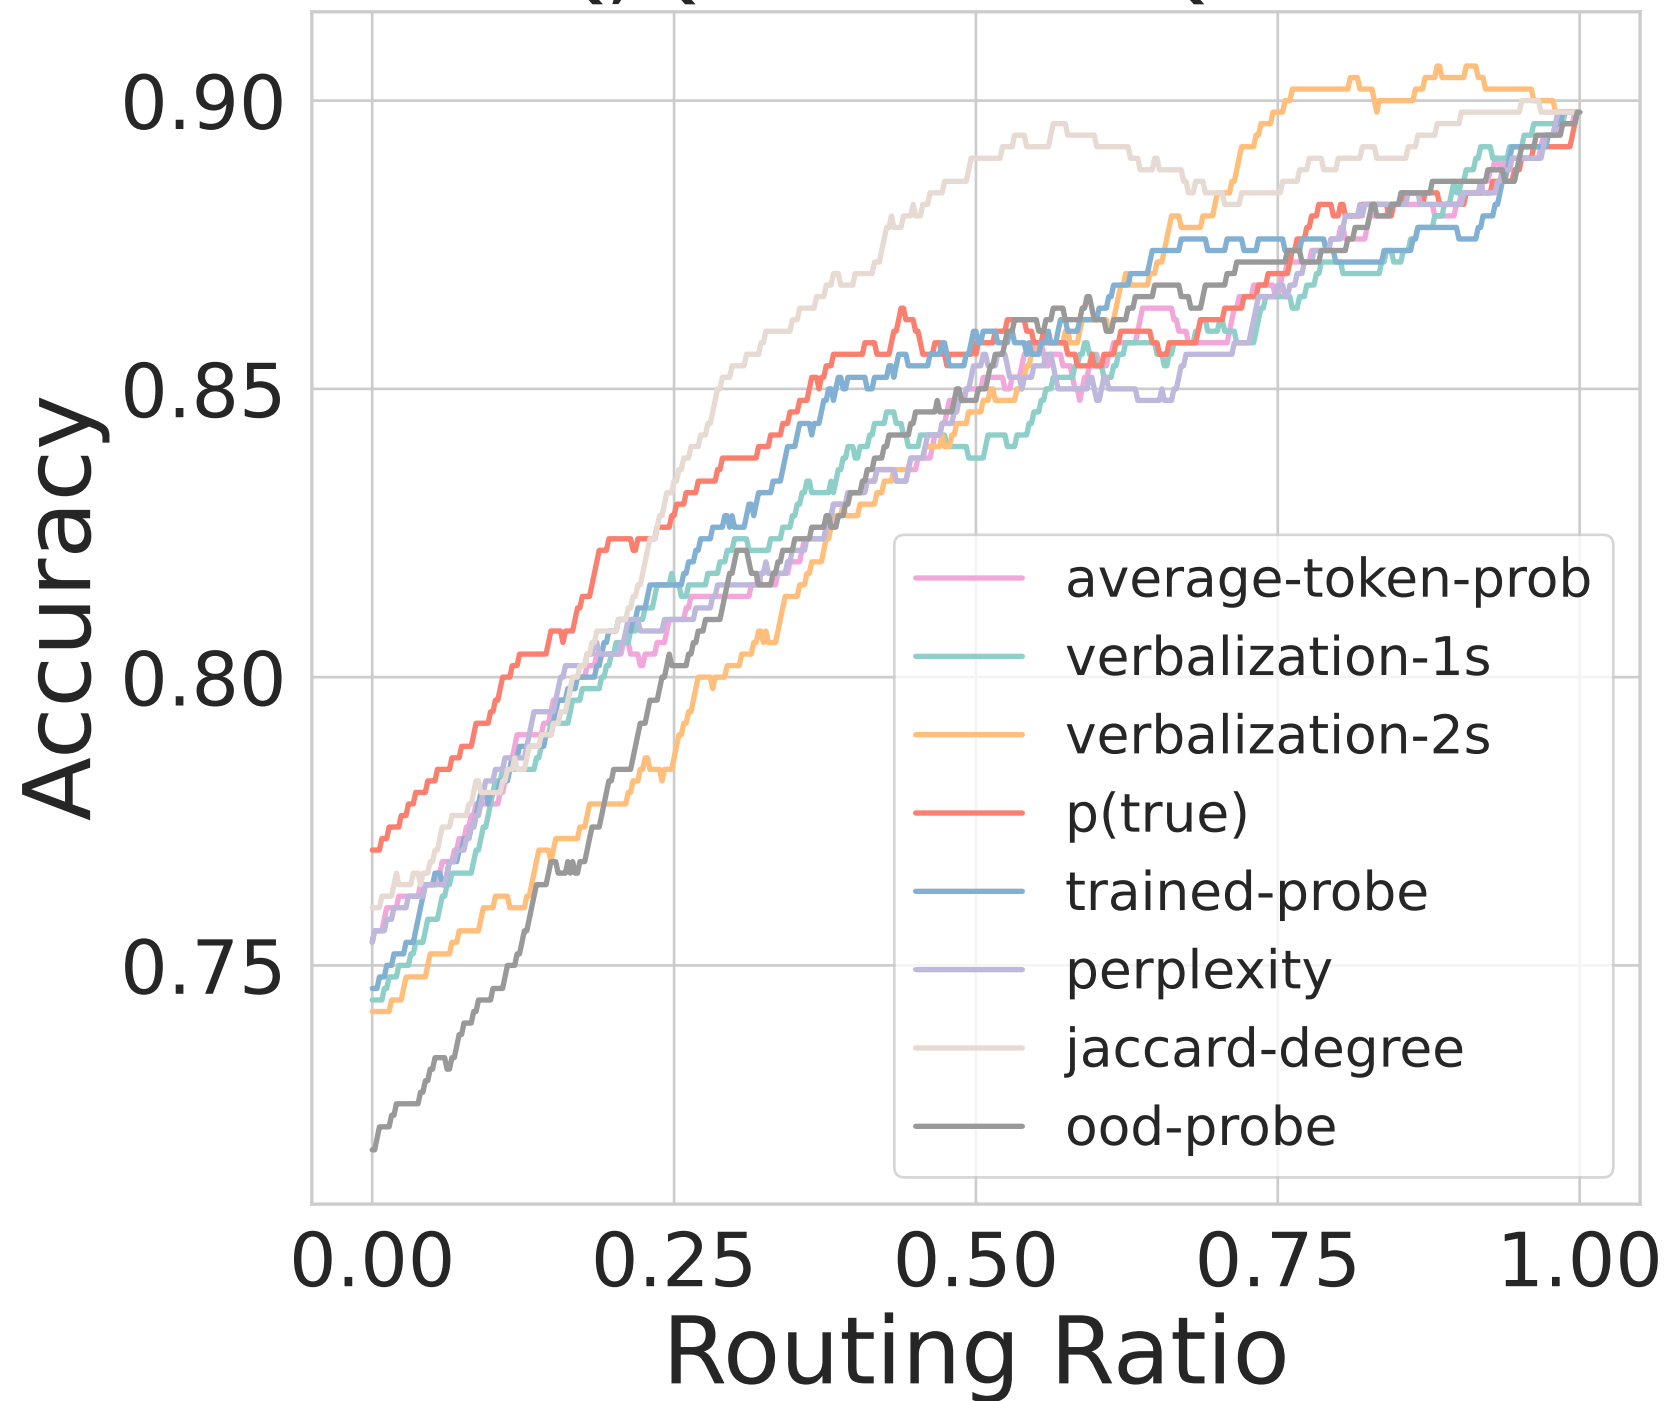 0.90
0.85
0.80
0.75
Accuracy
average-token-prob
verbalization-1s
verbalization-2s
p(true)
trained-probe
perplexity
jaccard-degree
ood-probe
0.00 0.25 0.50 0.75 1.00
Routing Ratio